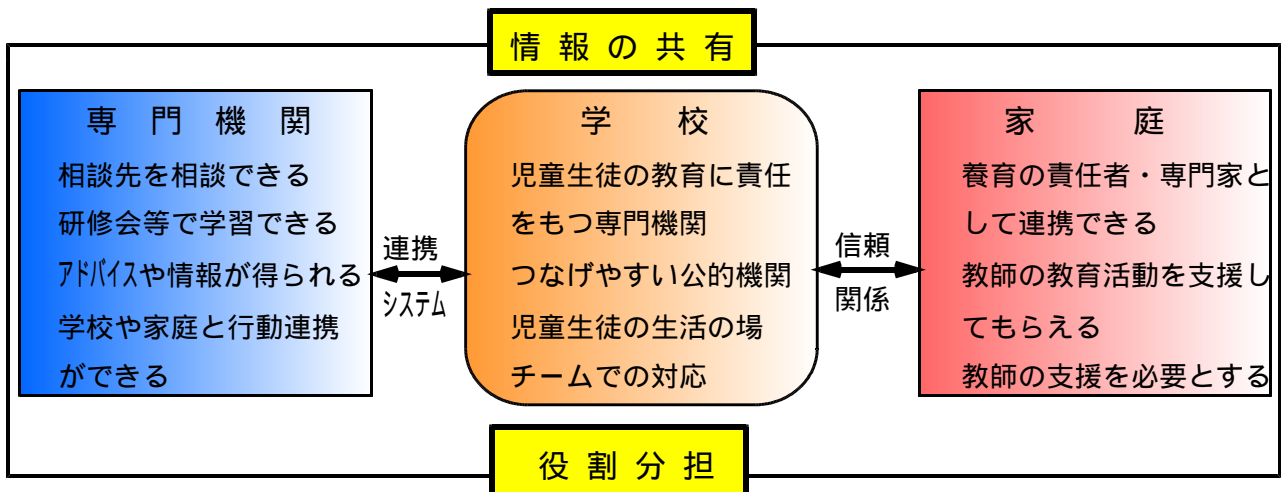 情報の共有
専門機関
相談先を相談できる
研修会等で学習できる
ｱﾄﾞﾊﾞｲｽや情報が得られる
学校や家庭と行動連携
ができる
連携
ｼｽﾃﾑ
学校
児童生徒の教育に責任
をもつ専門機関
つなげやすい公的機関
児童生徒の生活の場
チームでの対応
信頼
関係
家庭
養育の責任者・専門家と
して連携できる
教師の教育活動を支援し
てもらえる
教師の支援を必要とする
役割分担